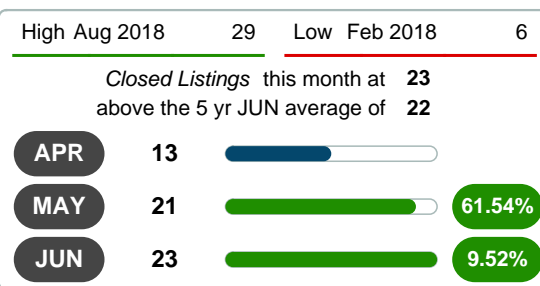 High Aug 2018 29 Low Feb 2018 6
Closed Listings this month at 23
above the 5 yr JUN average of 22
APR 13
MAY 21 61.54%
JUN 23 9.52%